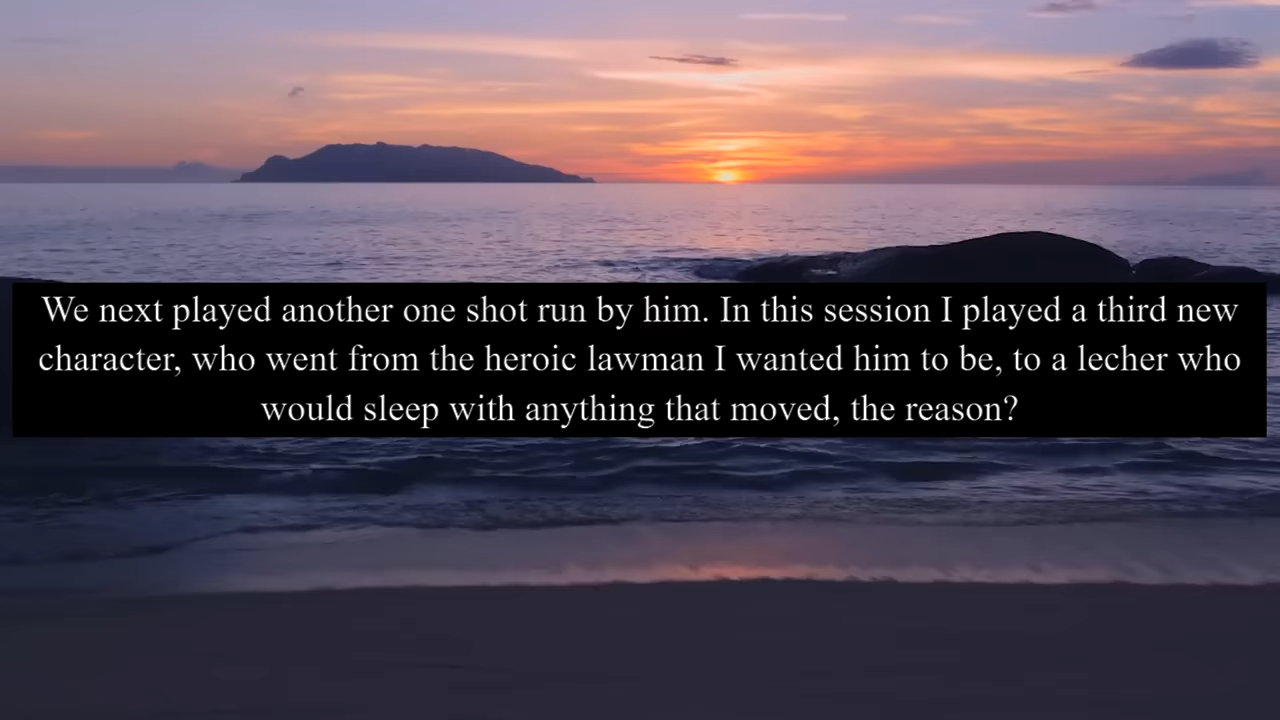 We next played another one shot run by him. In this session I played a third new
character, who went from the heroic lawman I wanted him to be, to a lecher who
would sleep with anything that moved, the reason?